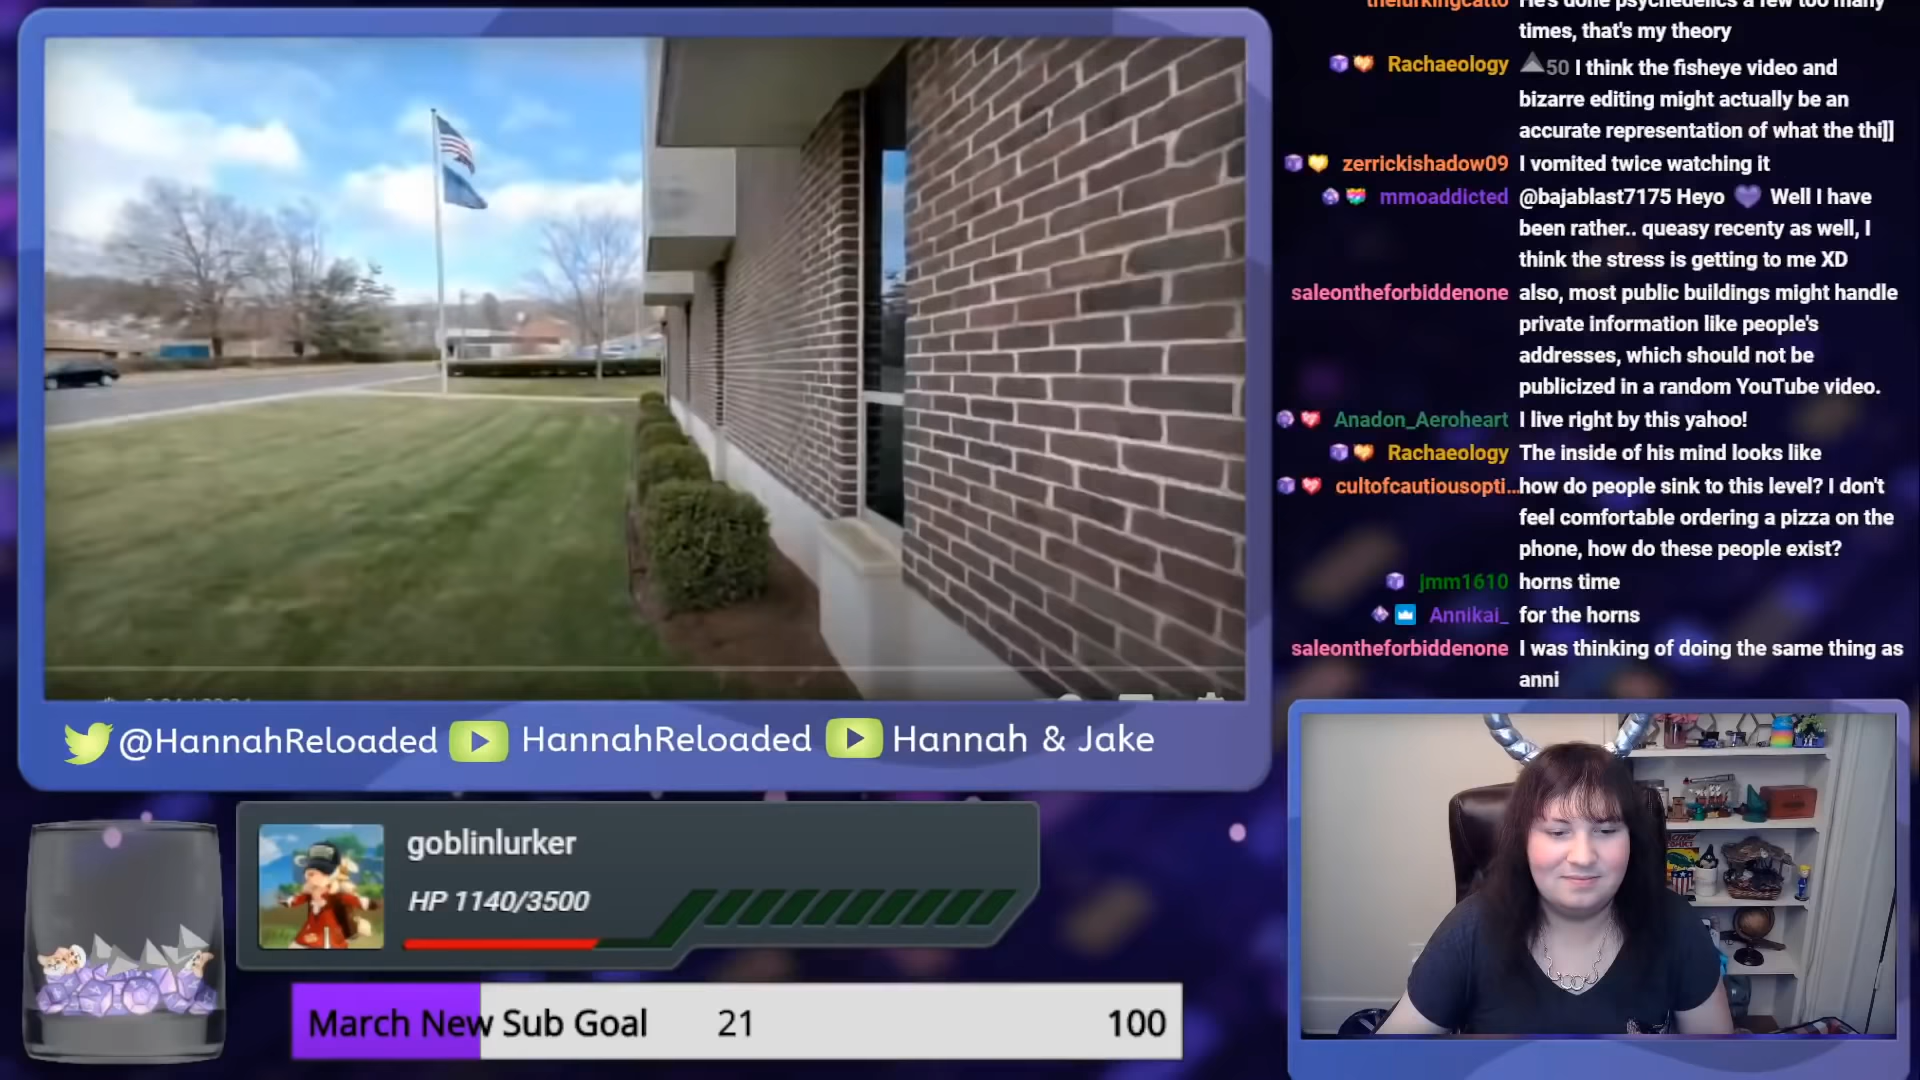 thelurkingcatto He's done psychedelics a few too many
times, that's my theory
Rachaeology 50 I think the fisheye video and
bizarre editing might actually be an
accurate representation of what the thi]]
zerrickishadow09 I vomited twice watching it
mmoaddicted @bajablast7175 Heyo 💜 Well I have
been rather.. queasy recenty as well, I
think the stress is getting to me XD
saleontheforbiddenone also, most public buildings might handle
private information like people's
addresses, which should not be
publicized in a random YouTube video.
Anadon_Aeroheart I live right by this yahoo!
Rachaeology The inside of his mind looks like
cultofcautiousopti… how do people sink to this level? I don't
feel comfortable ordering a pizza on the
phone, how do these people exist?
jmm1610 horns time
Annikai_ for the horns
saleontheforbiddenone I was thinking of doing the same thing as
anni
@HannahReloaded HannahReloaded Hannah & Jake
goblinlurker
HP 1140/3500
March New Sub Goal 21 100